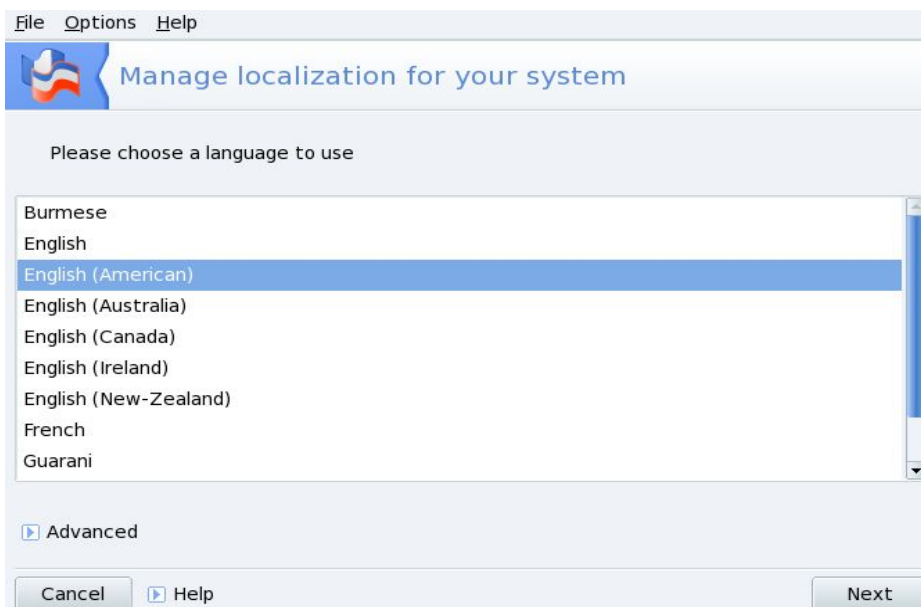 File Options Help
Manage localization for your system
Please choose a language to use
Burmese
English
English (American)
English (Australia)
English (Canada)
English (Ireland)
English (New-Zealand)
French
Guarani
Advanced
Cancel Help Next